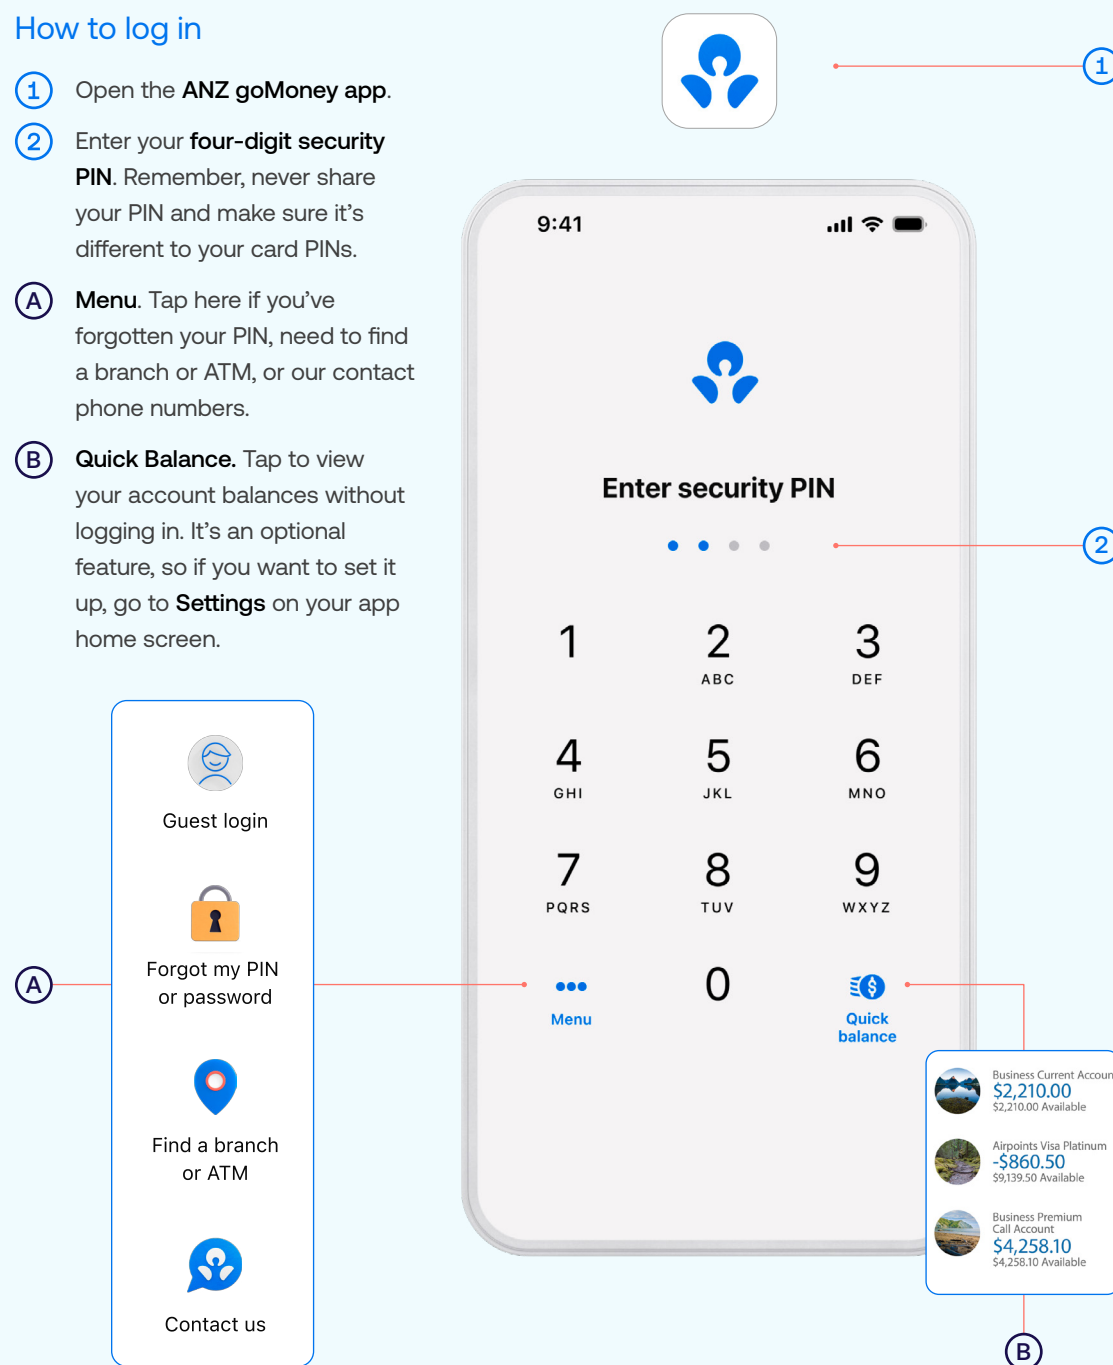 How to log in
1 Open the ANZ goMoney app.
2 Enter your four-digit security
PIN. Remember, never share
your PIN and make sure it's
different to your card PINs.
A Menu. Tap here if you've
forgotten your PIN, need to find
a branch or ATM, or our contact
phone numbers.
B Quick Balance. Tap to view
your account balances without
logging in. It's an optional
feature, so if you want to set it
up, go to Settings on your app
home screen.
Guest login
Forgot my PIN
or password
A
Find a branch
or ATM
Contact us
1
9:41
Enter security PIN
2
1 2 3
ABC DEF
4 5 6
GHI JKL MNO
7 8 9
PQRS TUV WXYZ
0
Menu
Quick
balance
Business Current Accoun
$2,210.00
$2,210.00 Available
Airpoints Visa Platinum
-$860.50
$9,139.50 Available
Business Premium
Call Account
$4,258.10
$4,258.10 Available
B